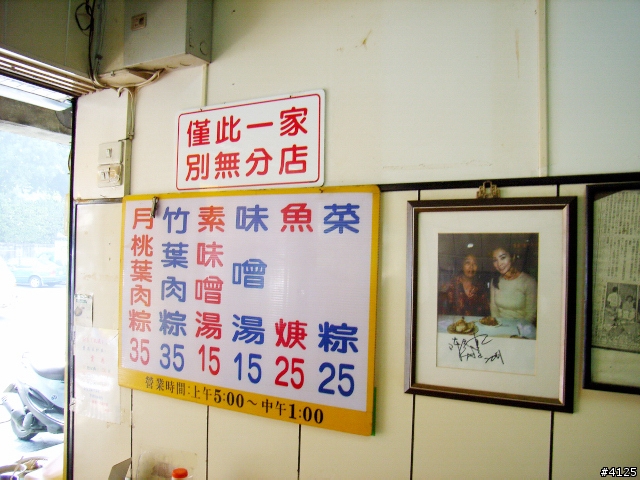 僅此一家
別無分店
月桃葉肉粽 35
竹葉肉粽 35
素味噌湯 15
味噌湯 15
魚焿 25
菜粽 25
營業時間:上午5:00~中午1:00
#4125